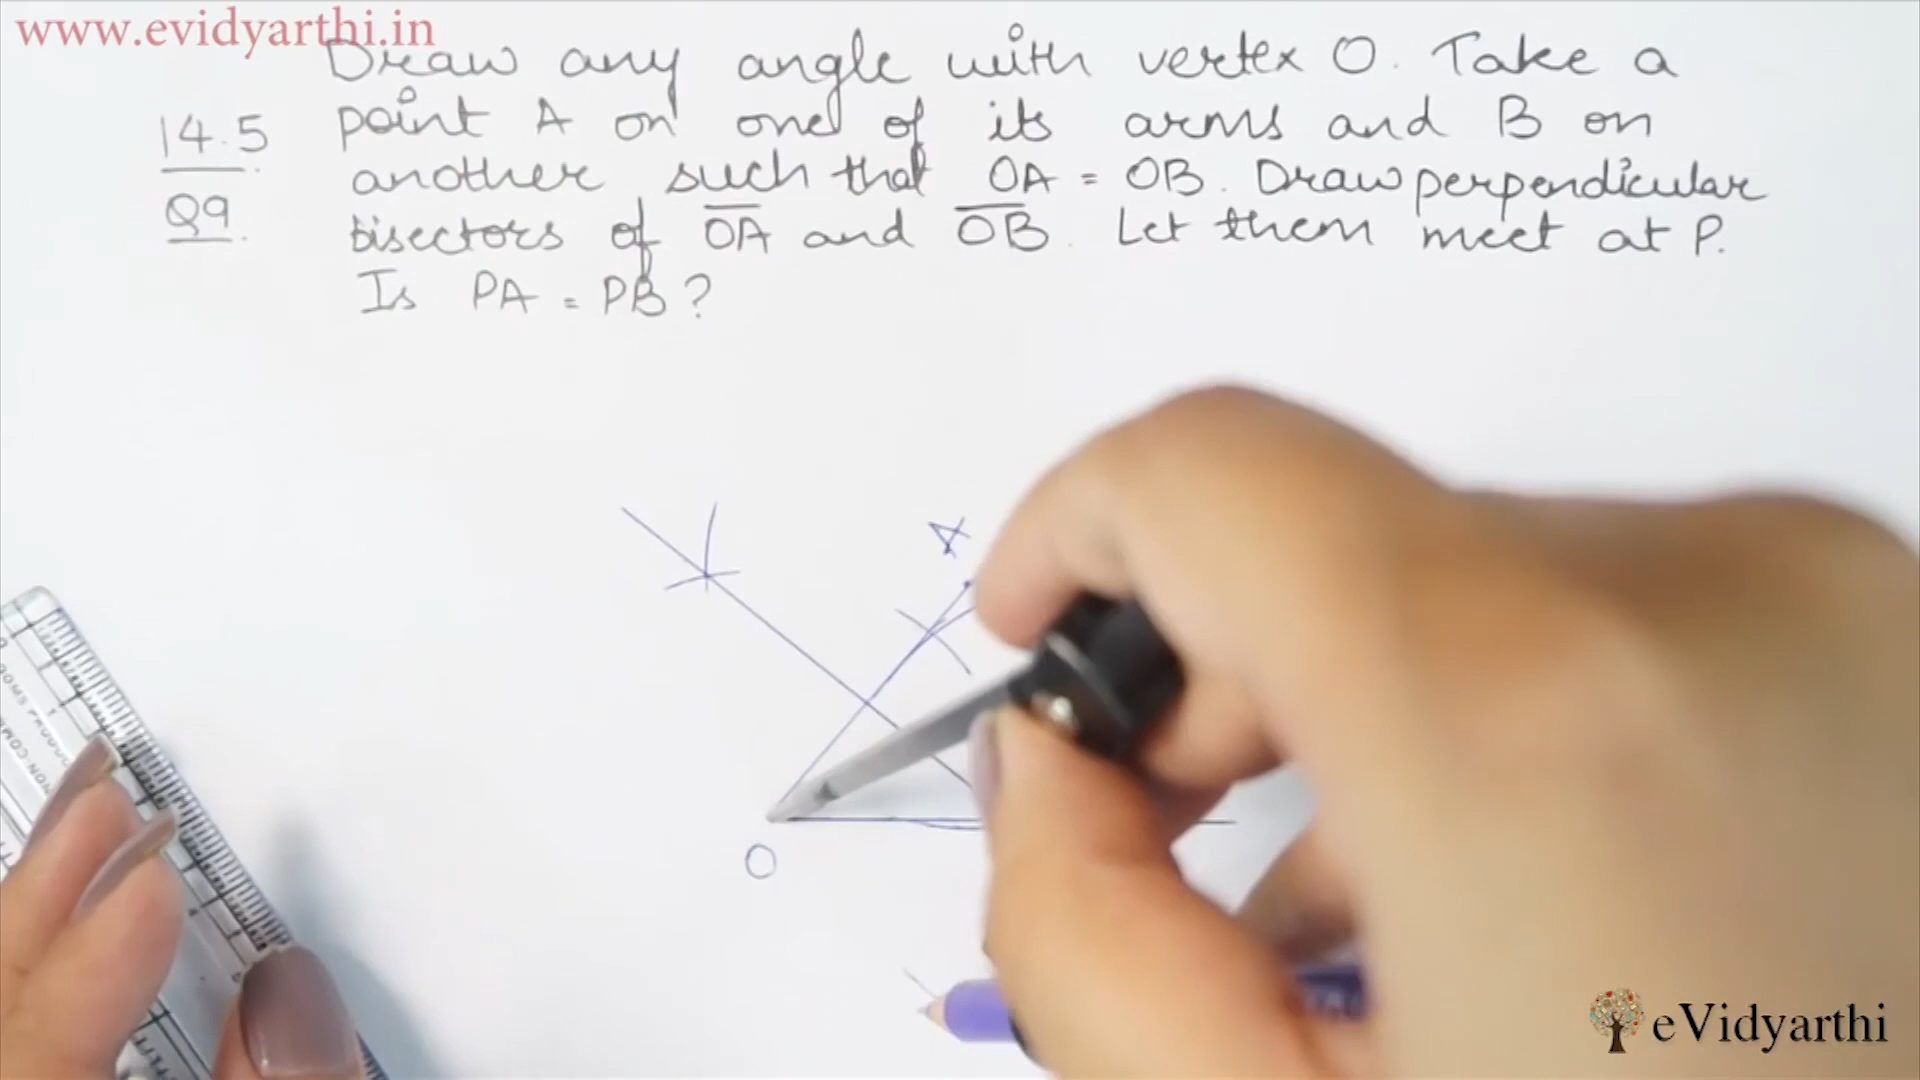 www.evidyarthi.in
Draw any angle with vertex O. Take a
14.5 point A on one of its arms and B on
another such that OA = OB. Draw perpendicular
Q9. bisectors of OA and OB. Let them meet at P.
Is PA = PB?
A
O
eVidyarthi